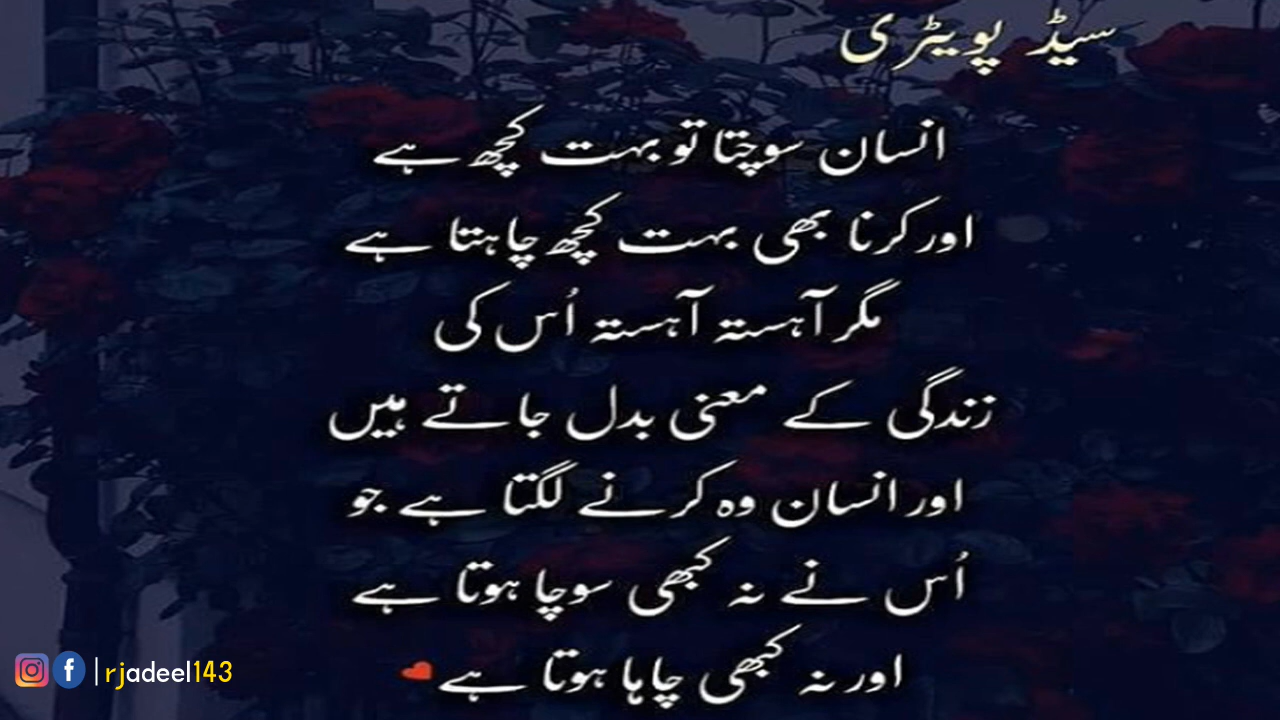 سیڈ پویٹری
انسان سوچتا تو بہت کچھ ہے
اور کرنا بھی بہت کچھ چاہتا ہے
مگر آہستہ آہستہ اُس کی
زندگی کے معنی بدل جاتے ہیں
اور انسان وہ کرنے لگتا ہے جو
اُس نے نہ کبھی سوچا ہوتا ہے
اور نہ کبھی چاہا ہوتا ہے
rjadeel143